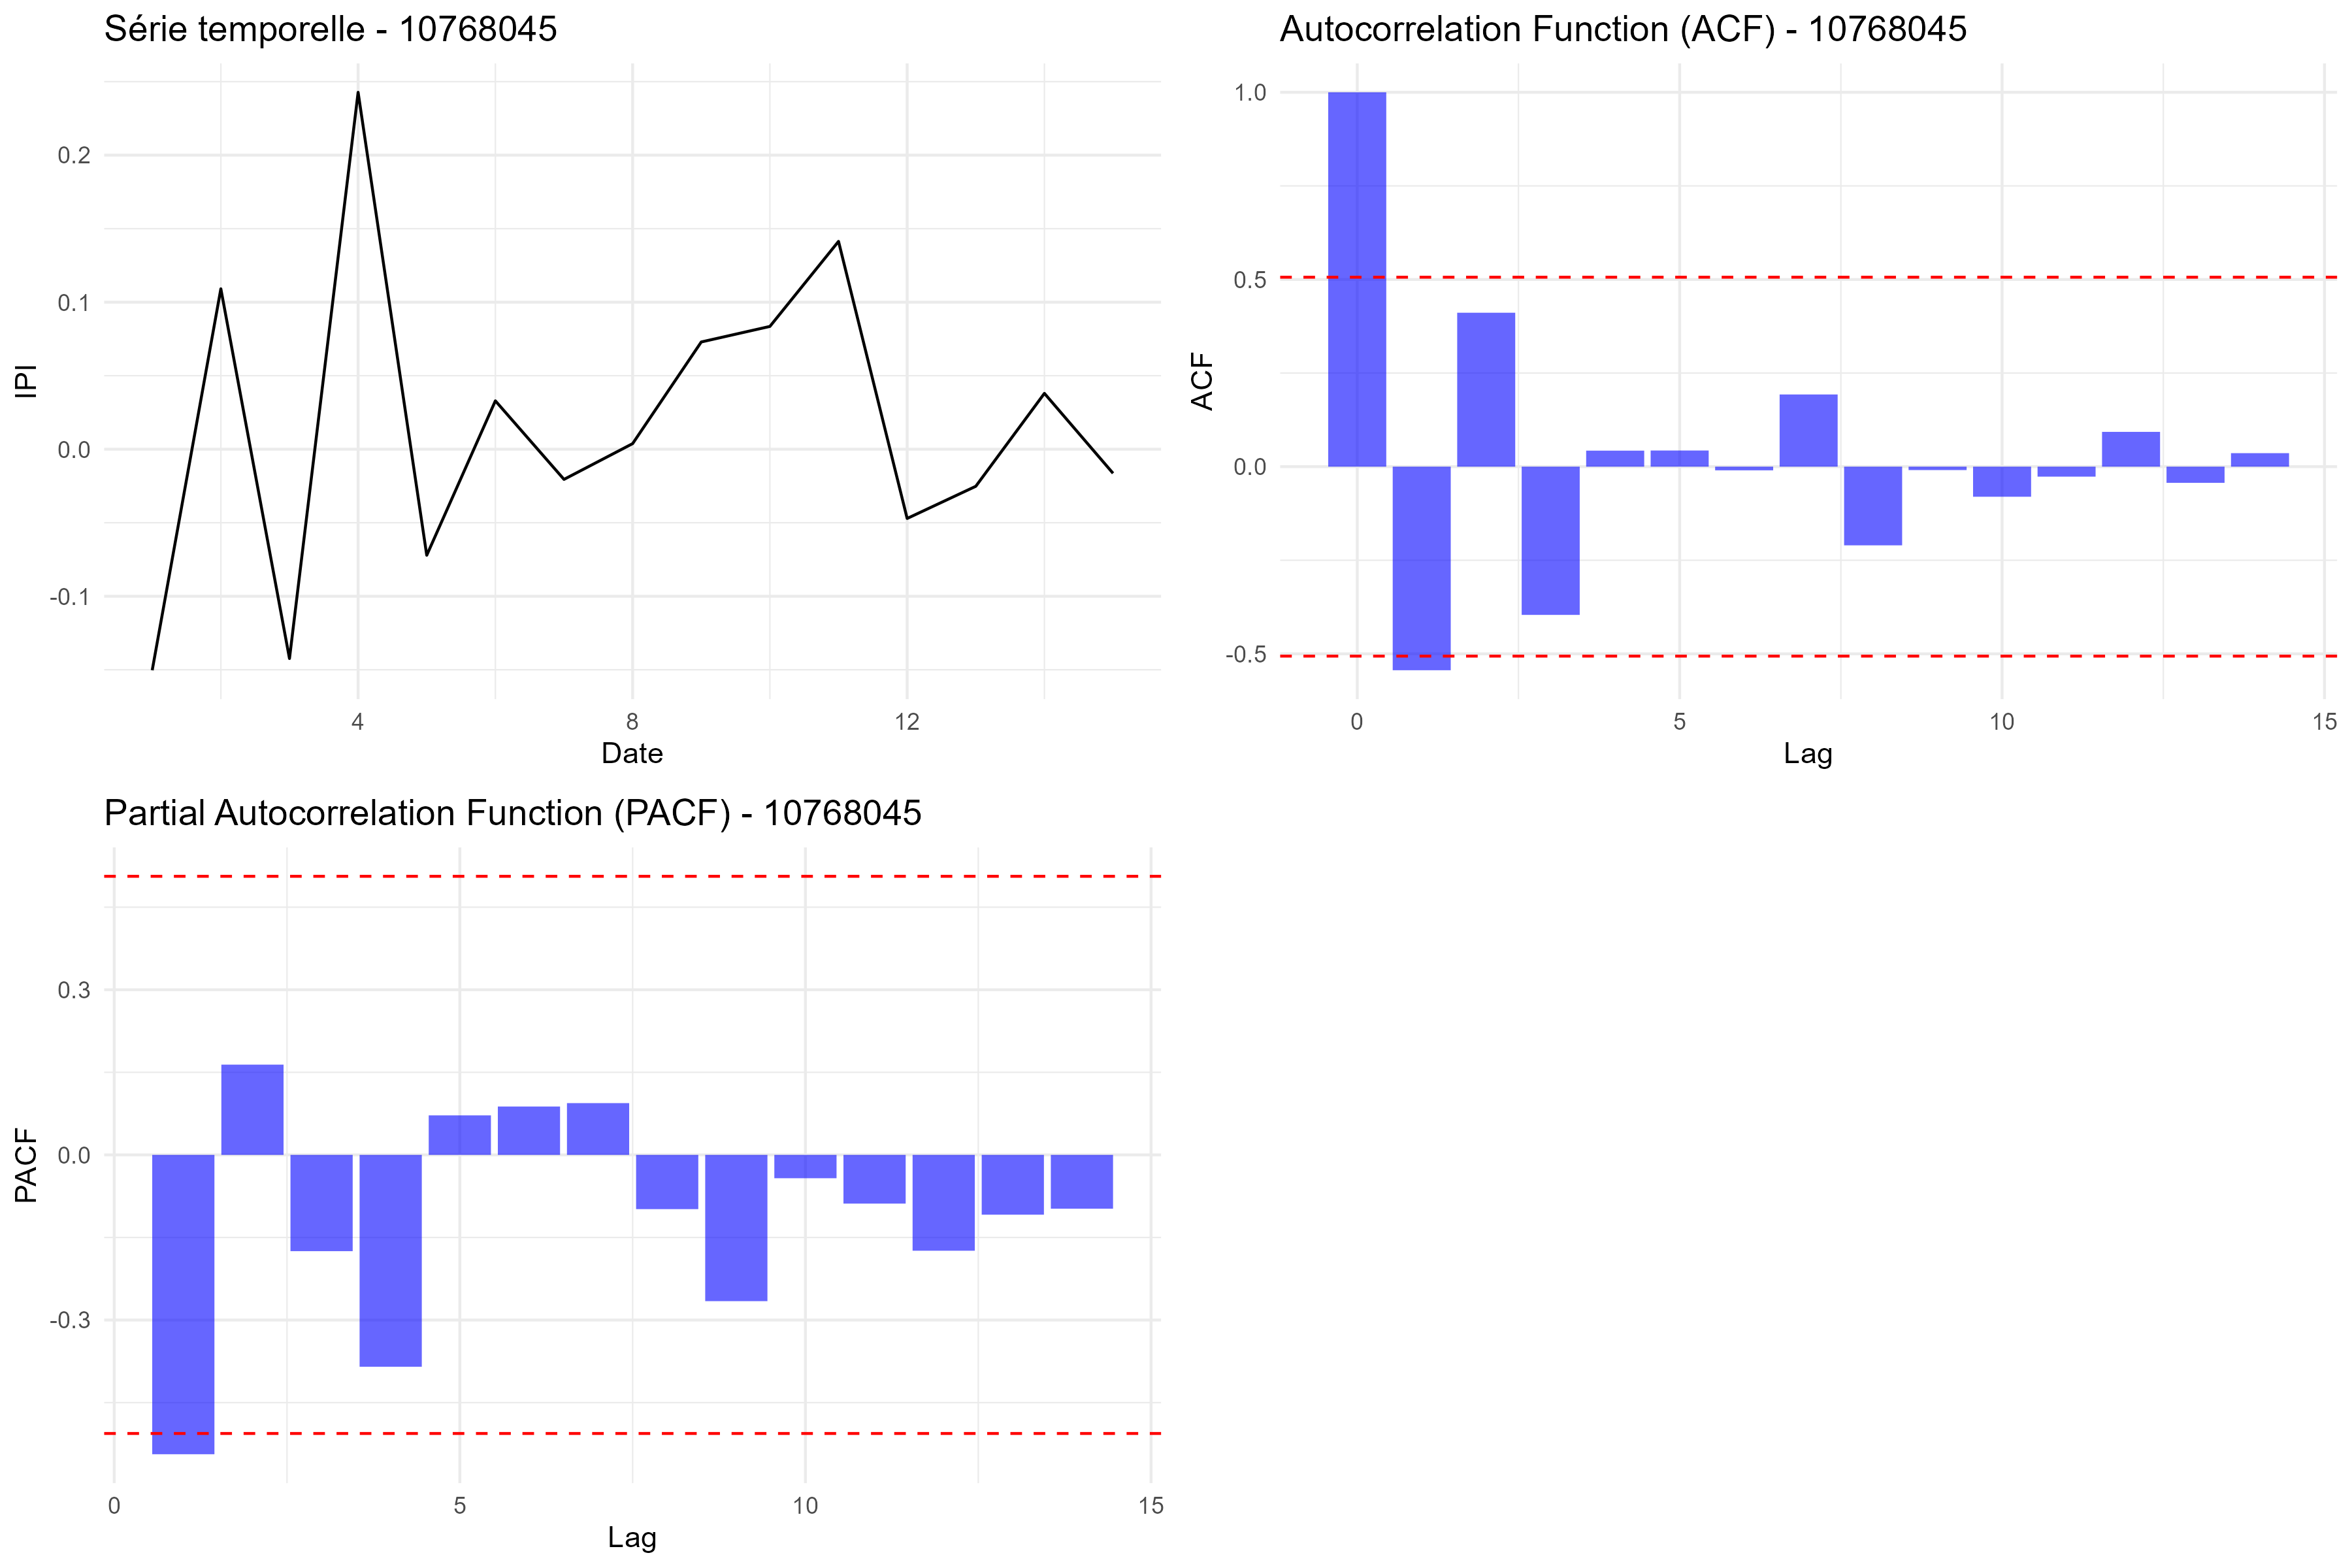 Série temporelle - 10768045
IPI
0.2
0.1
0.0
-0.1
4
8
12
Date
Autocorrelation Function (ACF) - 10768045
ACF
1.0
0.5
0.0
-0.5
0
5
10
15
Lag
Partial Autocorrelation Function (PACF) - 10768045
PACF
0.3
0.0
-0.3
0
5
10
15
Lag